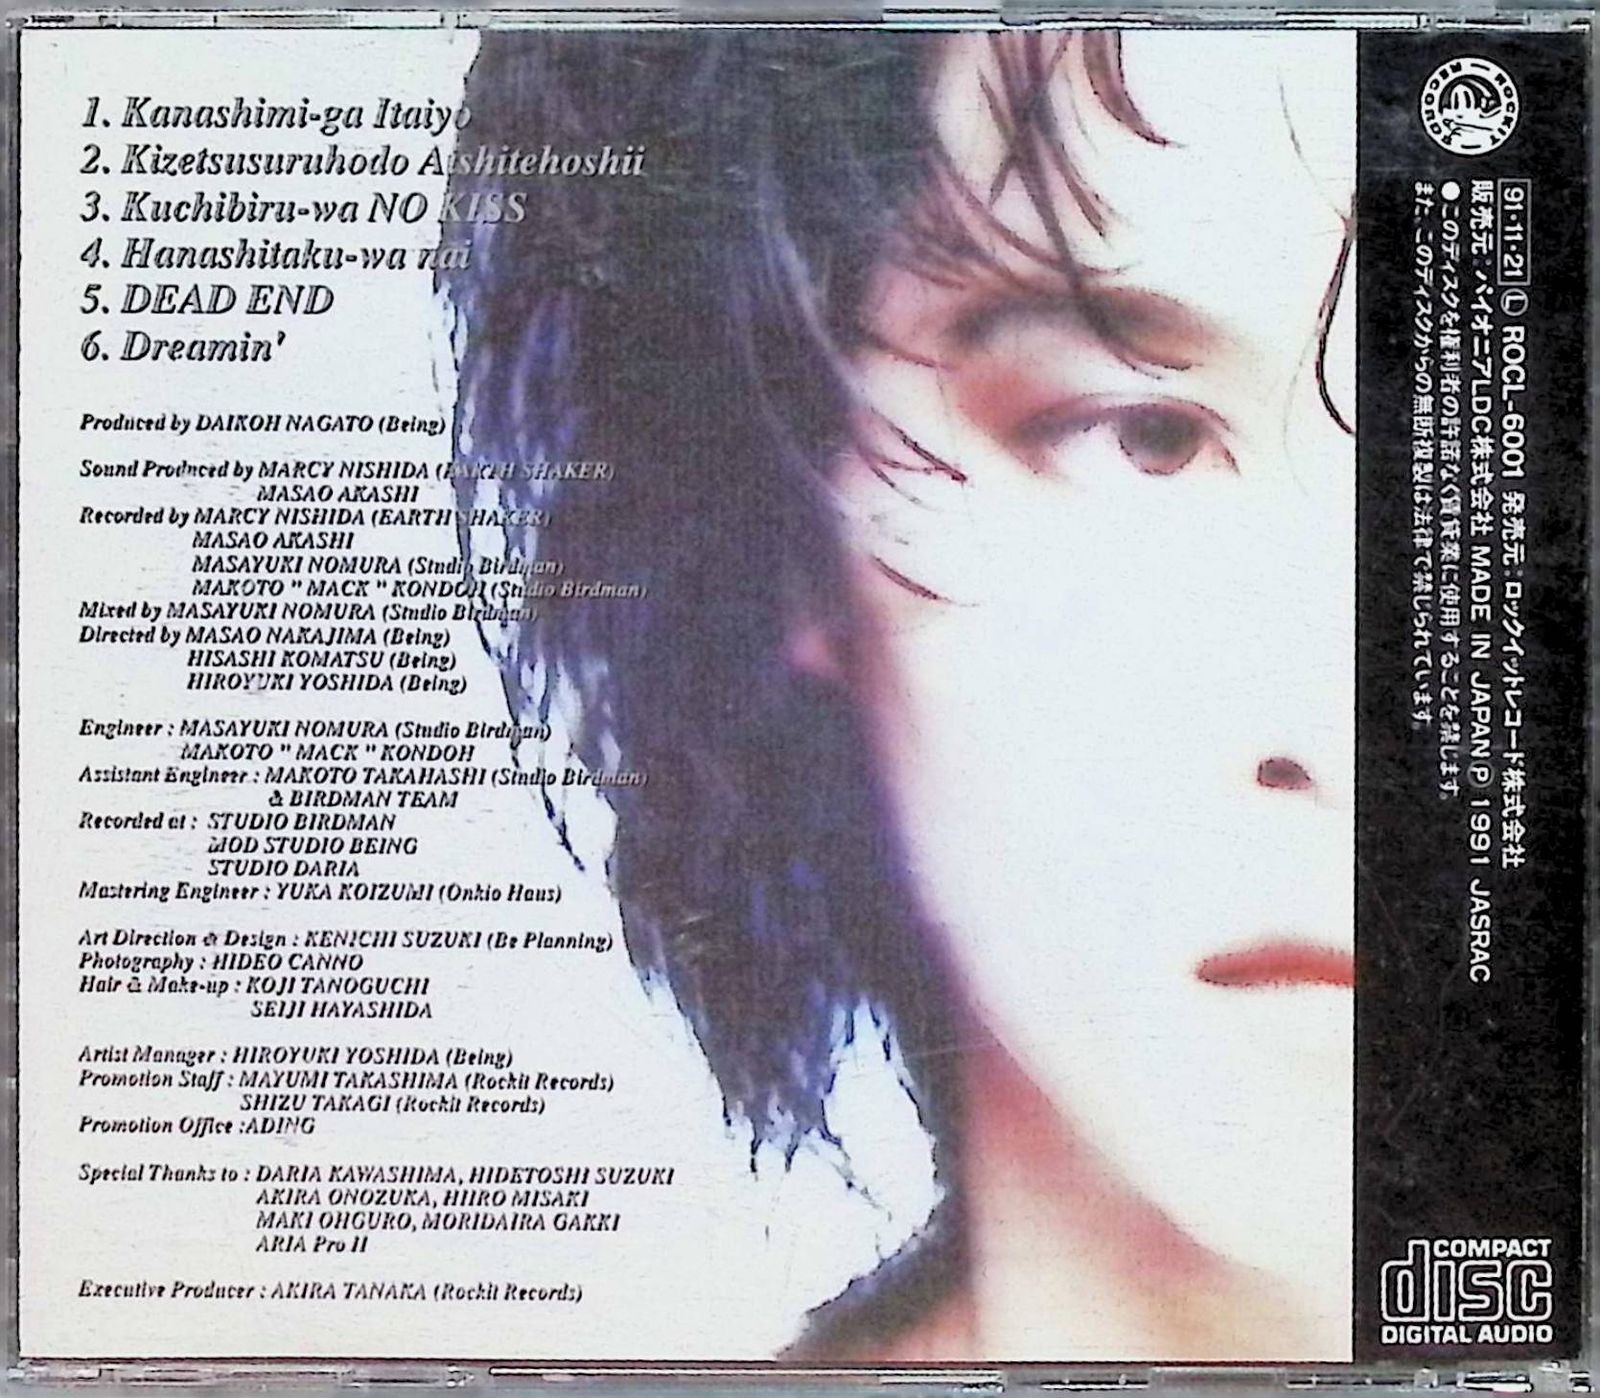 1. Kanashimi-ga Itaiyo
2. Kizetsusuruhodo Aishitehoshii
3. Kuchibiru-wa NO KISS
4. Hanashitaku-wa nai
5. DEAD END
6. Dreamin'
Produced by DAIKOH NAGATO (Being)
Sound Produced by MARCY NISHIDA (EARTH SHAKER)
MASAO AKASHI
Recorded by MARCY NISHIDA (EARTH SHAKER)
MASAO AKASHI
MASAYUKI NOMURA (Studio Birdman)
MAKOTO " MACK " KONDOH (Studio Birdman)
Mixed by MASAYUKI NOMURA (Studio Birdman)
Directed by MASAO NAKAJIMA (Being)
HISASHI KOMATSU (Being)
HIROYUKI YOSHIDA (Being)
Engineer : MASAYUKI NOMURA (Studio Birdman)
MAKOTO " MACK " KONDOH
Assistant Engineer : MAKOTO TAKAHASHI (Studio Birdman)
& BIRDMAN TEAM
Recorded at : STUDIO BIRDMAN
MOD STUDIO BEING
STUDIO DARIA
Mastering Engineer : YUKA KOIZUMI (Onkio Haus)
Art Direction & Design : KENICHI SUZUKI (Be Planning)
Photography : HIDEO CANNO
Hair & Make-up : KOJI TANOGUCHI
SEIJI HAYASHIDA
Artist Manager : HIROYUKI YOSHIDA (Being)
Promotion Staff : MAYUMI TAKASHIMA (Rockit Records)
SHIZU TAKAGI (Rockit Records)
Promotion Office :ADING
Special Thanks to : DARIA KAWASHIMA, HIDETOSHI SUZUKI
AKIRA ONOZUKA, HIIRO MISAKI
MAKI OHGURO, MORIDAIRA GAKKI
ARIA Pro II
Executive Producer : AKIRA TANAKA (Rockit Records)
ROCKIT RECORDS
91・11・21 Ⓛ ROCL-6001 発売元:ロックイットレコード株式会社
販売元:パイオニアLDC株式会社 MADE IN JAPAN Ⓟ 1991 JASRAC
●このディスクを権利者の許諾なく賃貸業に使用することを禁じます。
また、このディスクからの無断複製は法律で禁じられています。
COMPACT
disc
DIGITAL AUDIO